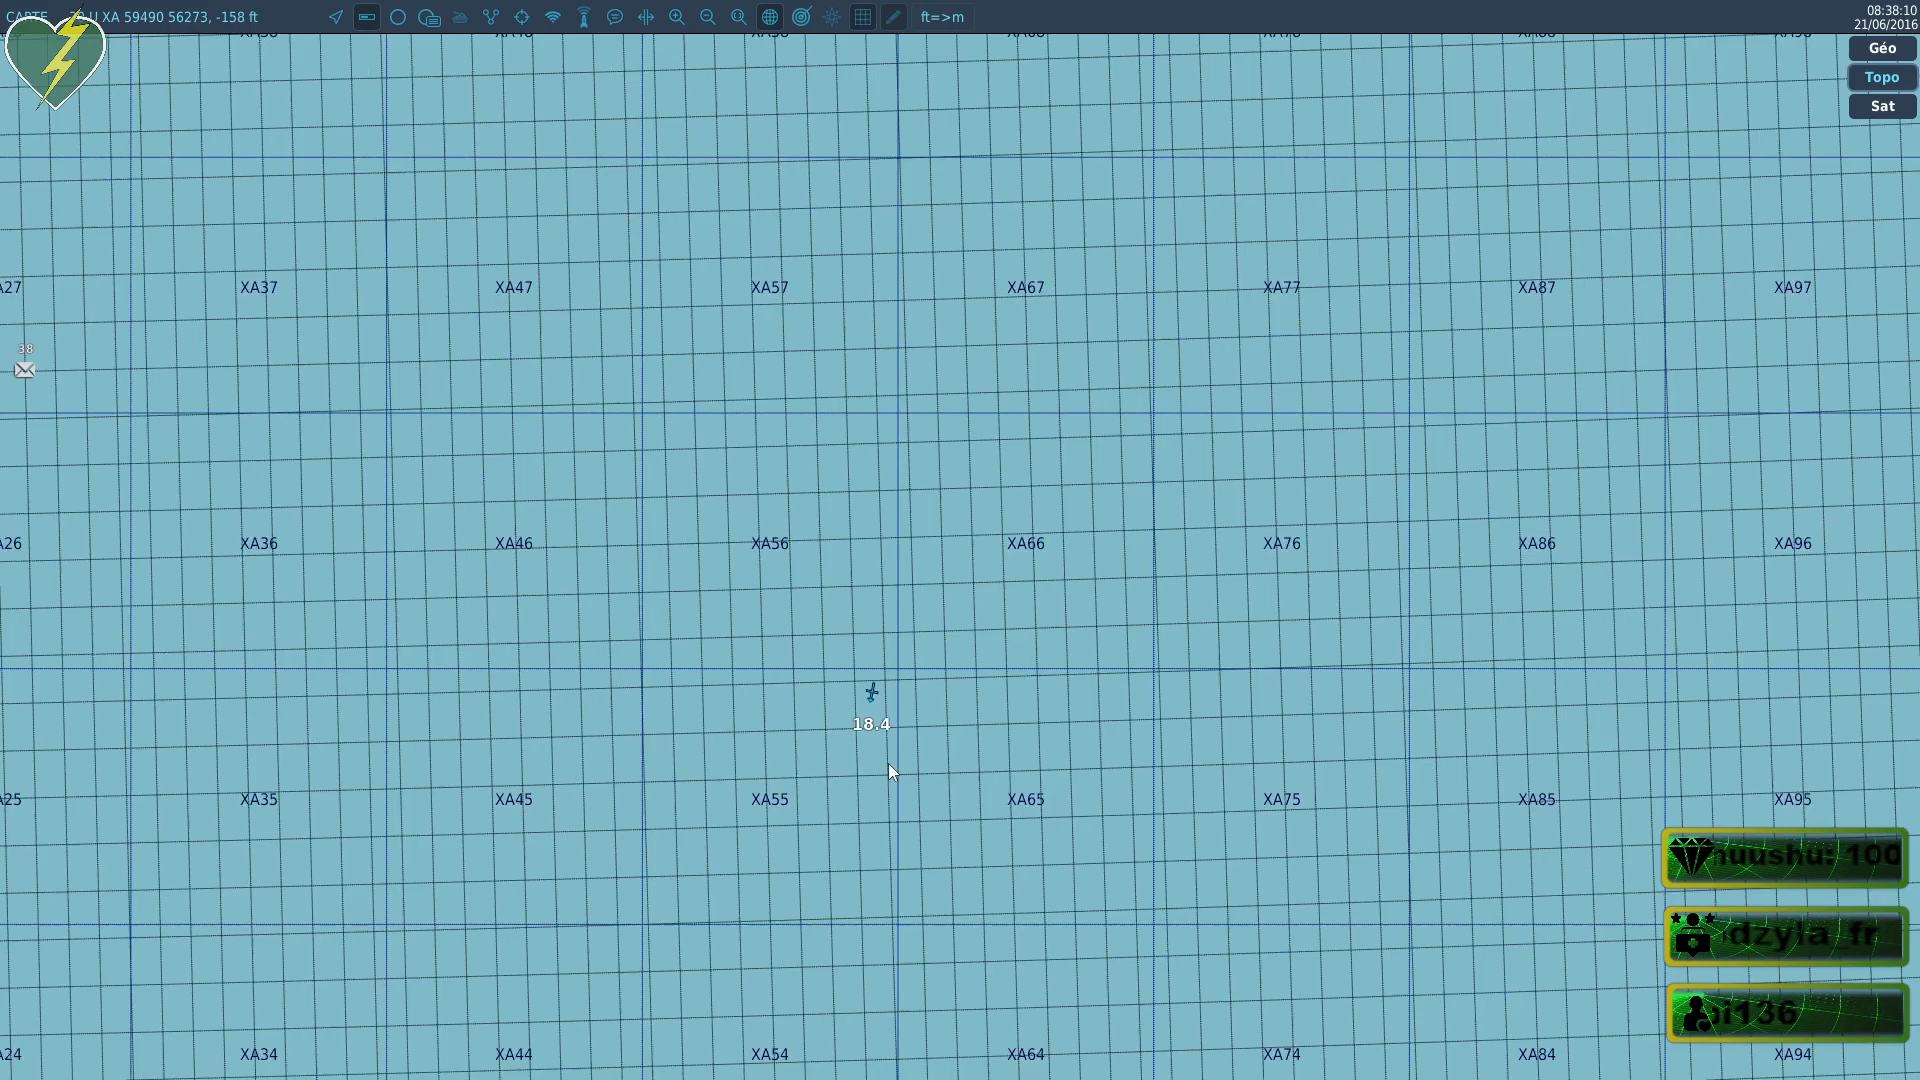 CARTE U XA 59490 56273, -158 ft
ft=>m
08:38:10
21/06/2016
Géo
Topo
Sat
XA37 XA47 XA57 XA67 XA77 XA87 XA97
38
XA36 XA46 XA56 XA66 XA76 XA86 XA96
18.4
XA35 XA45 XA55 XA65 XA75 XA85 XA95
100
XA34 XA44 XA54 XA64 XA74 XA84 XA94